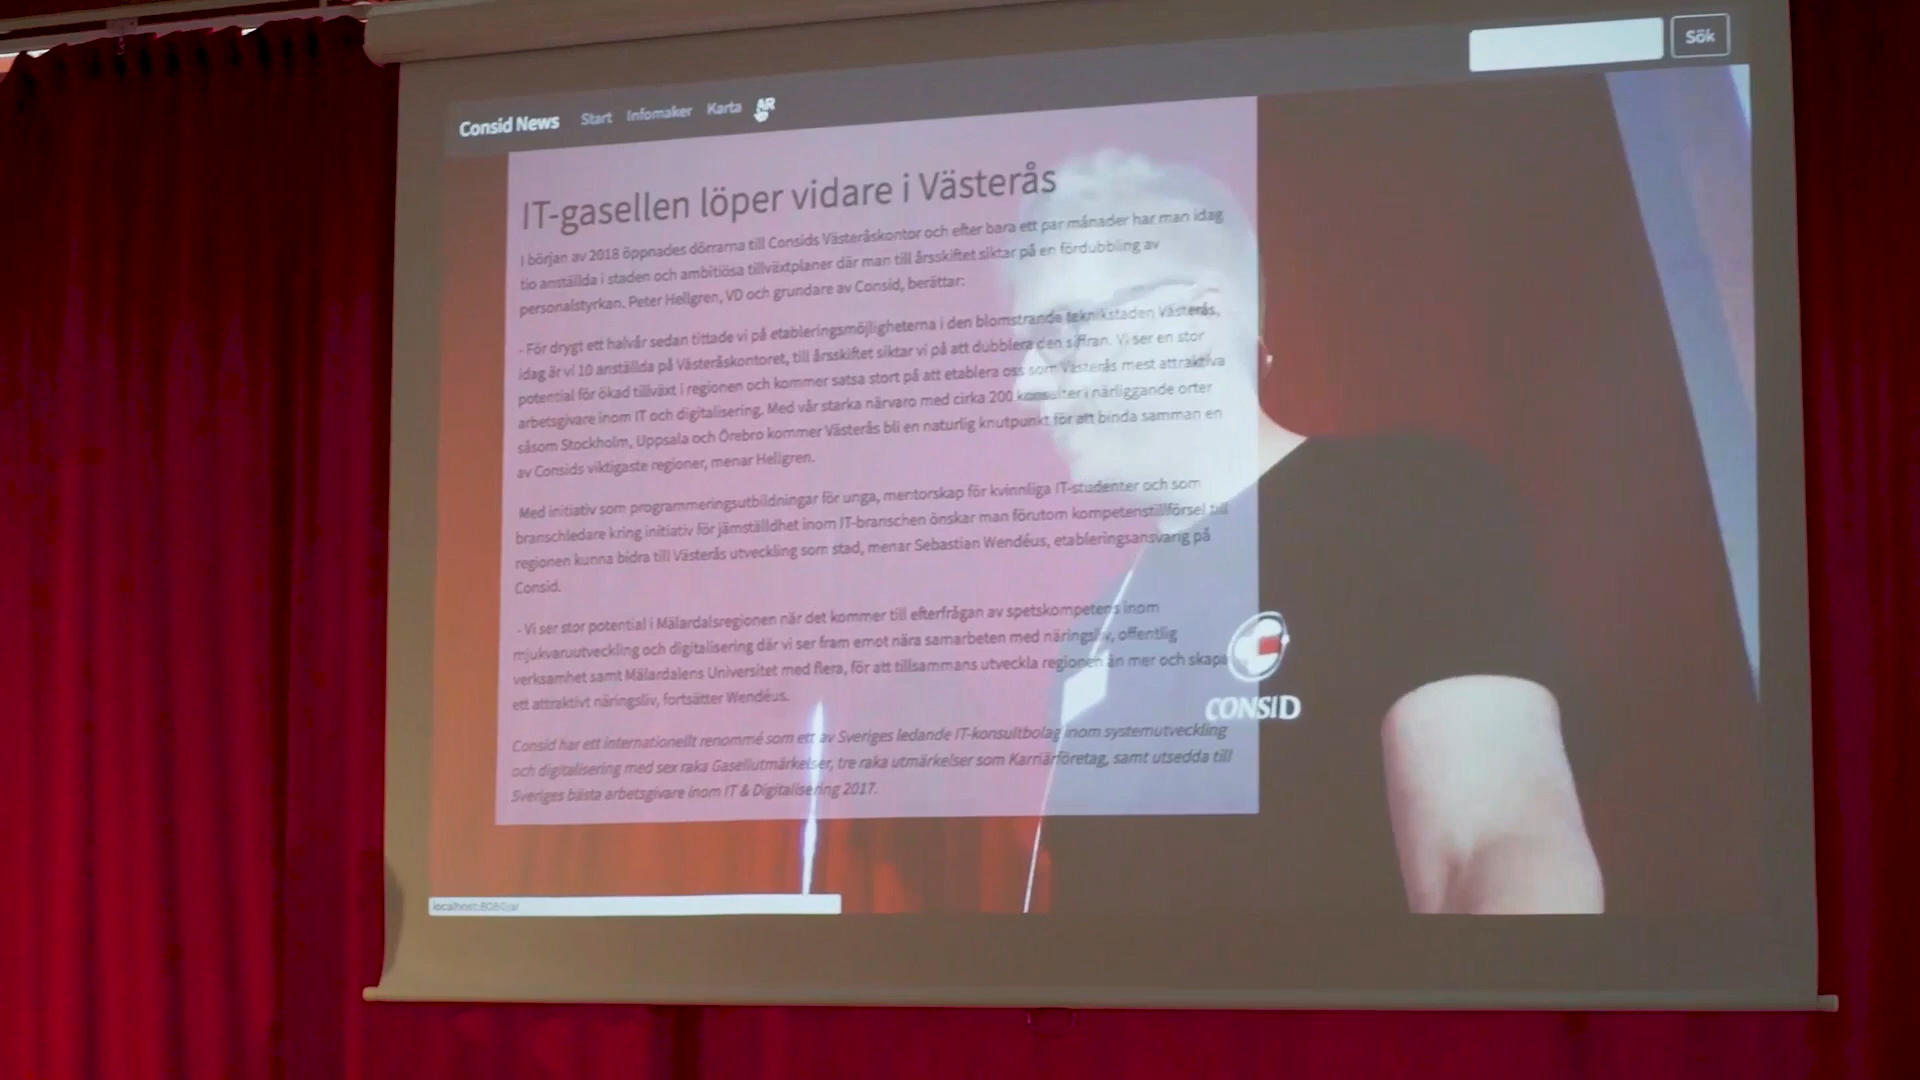 Consid News Start Infomaker Karta AR
Sök
IT-gasellen löper vidare i Västerås
I början av 2018 öppnades dörrarna till Consids Västeråskontor och efter bara ett par månader har man idag
tio anställda i staden och ambitiösa tillväxtplaner där man till årsskiftet siktar på en fördubbling av
personalstyrkan. Peter Hellgren, VD och grundare av Consid, berättar:
- För drygt ett halvår sedan tittade vi på etableringsmöjligheterna i den blomstrande teknikstaden Västerås,
idag är vi 10 anställda på Västeråskontoret, till årsskiftet siktar vi på att dubblera den siffran. Vi ser en stor
potential för ökad tillväxt i regionen och kommer satsa stort på att etablera oss som Västerås mest attraktiva
arbetsgivare inom IT och digitalisering. Med vår starka närvaro med cirka 200 konsulter i närliggande orter
såsom Stockholm, Uppsala och Örebro kommer Västerås bli en naturlig knutpunkt för att binda samman en
av Consids viktigaste regioner, menar Hellgren.
Med initiativ som programmeringsutbildningar för unga, mentorskap för kvinnliga IT-studenter och som
branschledare kring initiativ för jämställdhet inom IT-branschen önskar man förutom kompetenstillförsel till
regionen kunna bidra till Västerås utveckling som stad, menar Sebastian Wendéus, etableringsansvarig på
Consid.
- Vi ser stor potential i Mälardalsregionen när det kommer till efterfrågan av spetskompetens inom
mjukvaruutveckling och digitalisering där vi ser fram emot nära samarbeten med näringsliv, offentlig
verksamhet samt Mälardalens Universitet med flera, för att tillsammans utveckla regionen än mer och skapa
ett attraktivt näringsliv, fortsätter Wendéus.
Consid har ett internationellt renommé som ett av Sveriges ledande IT-konsultbolag inom systemutveckling
och digitalisering med sex raka Gasellutmärkelser, tre raka utmärkelser som Karriärföretag, samt utsedda till
Sveriges bästa arbetsgivare inom IT & Digitalisering 2017.
CONSID
localhost:8080/ar